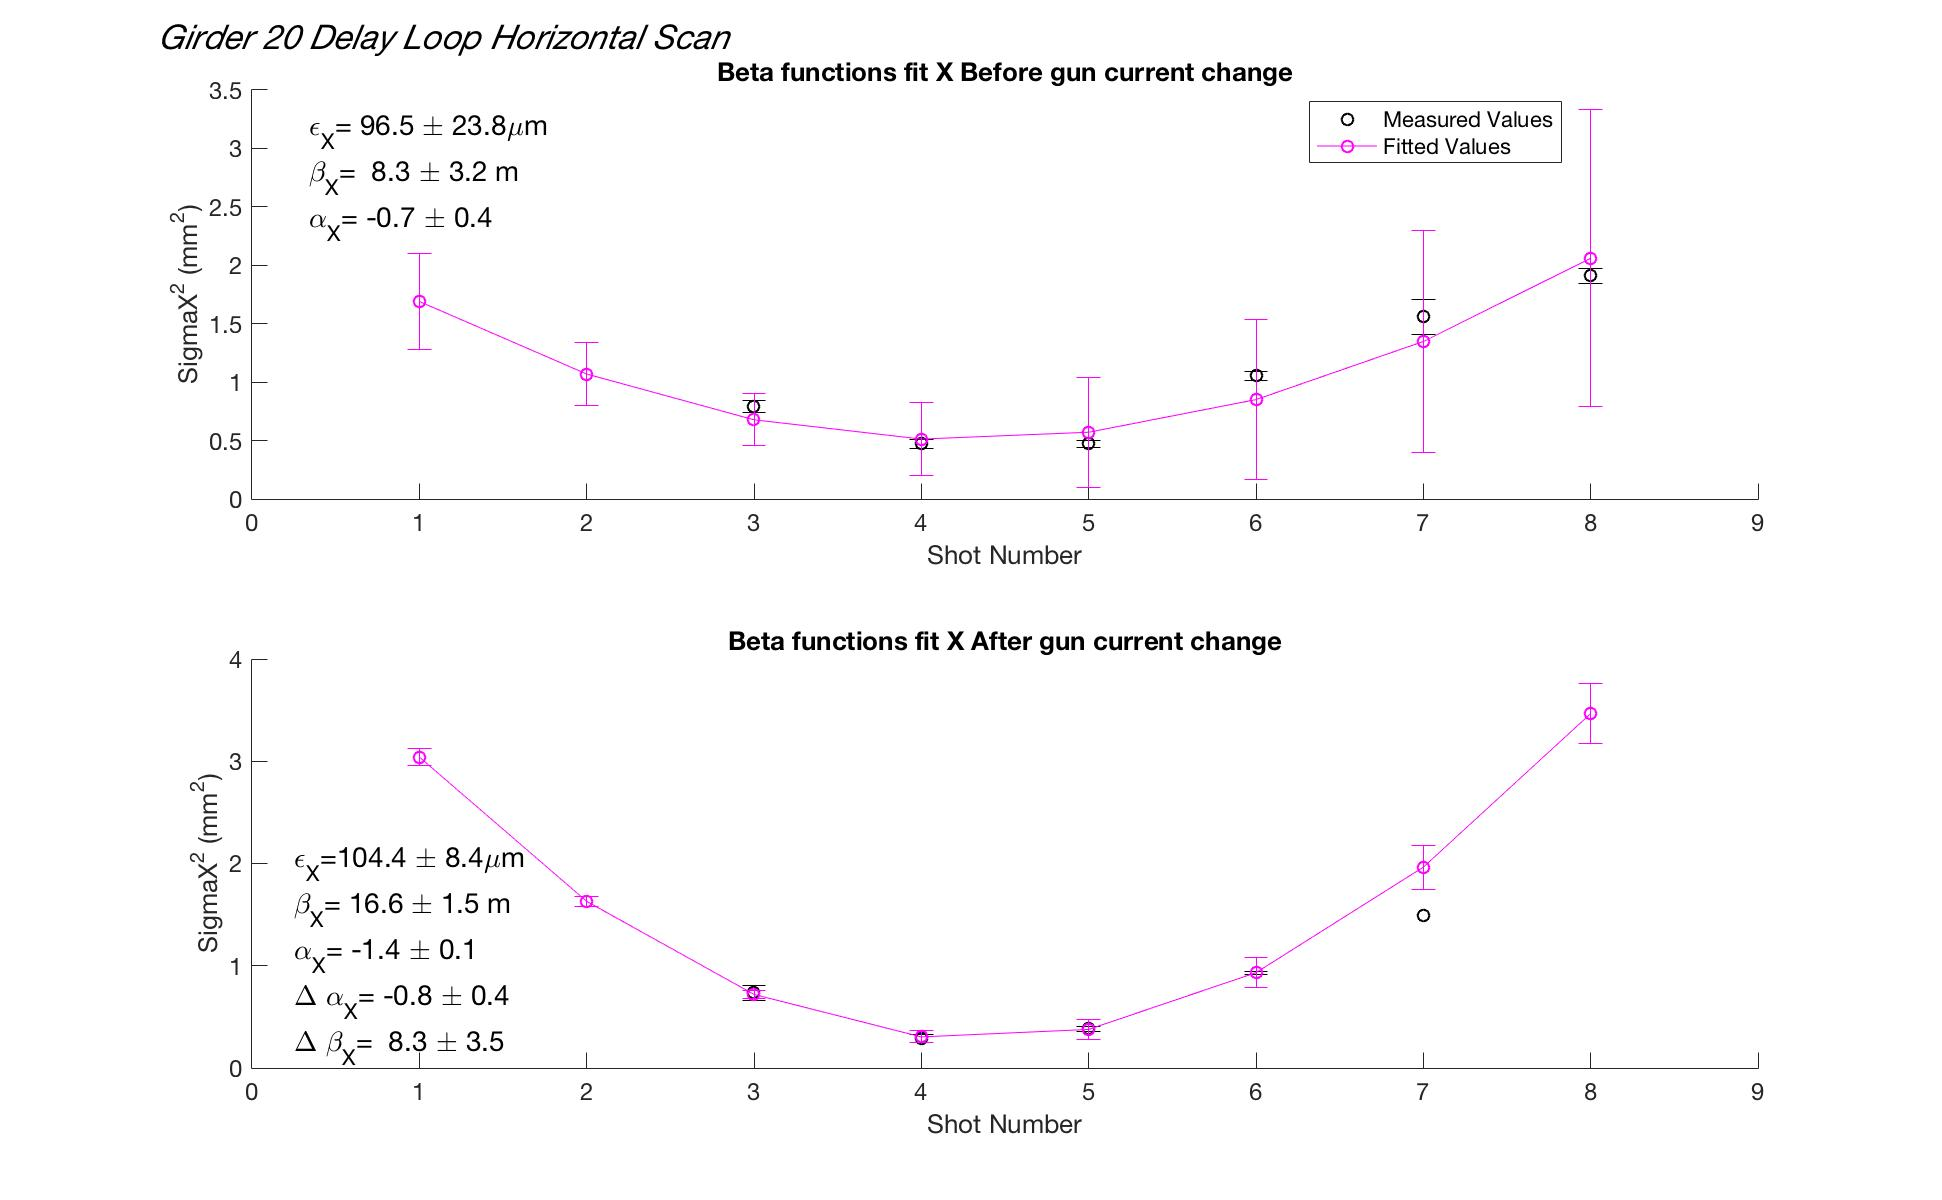 Girder 20 Delay Loop Horizontal Scan
Beta functions fit X Before gun current change
3.5
3
2.5
2
1.5
1
0.5
0
SigmaX² (mm²)
ϵX= 96.5 ± 23.8μm
βX= 8.3 ± 3.2 m
αX= -0.7 ± 0.4
Measured Values
Fitted Values
0 1 2 3 4 5 6 7 8 9
Shot Number
Beta functions fit X After gun current change
4
3
2
1
0
SigmaX² (mm²)
ϵX=104.4 ± 8.4μm
βX= 16.6 ± 1.5 m
αX= -1.4 ± 0.1
Δ αX= -0.8 ± 0.4
Δ βX= 8.3 ± 3.5
0 1 2 3 4 5 6 7 8 9
Shot Number